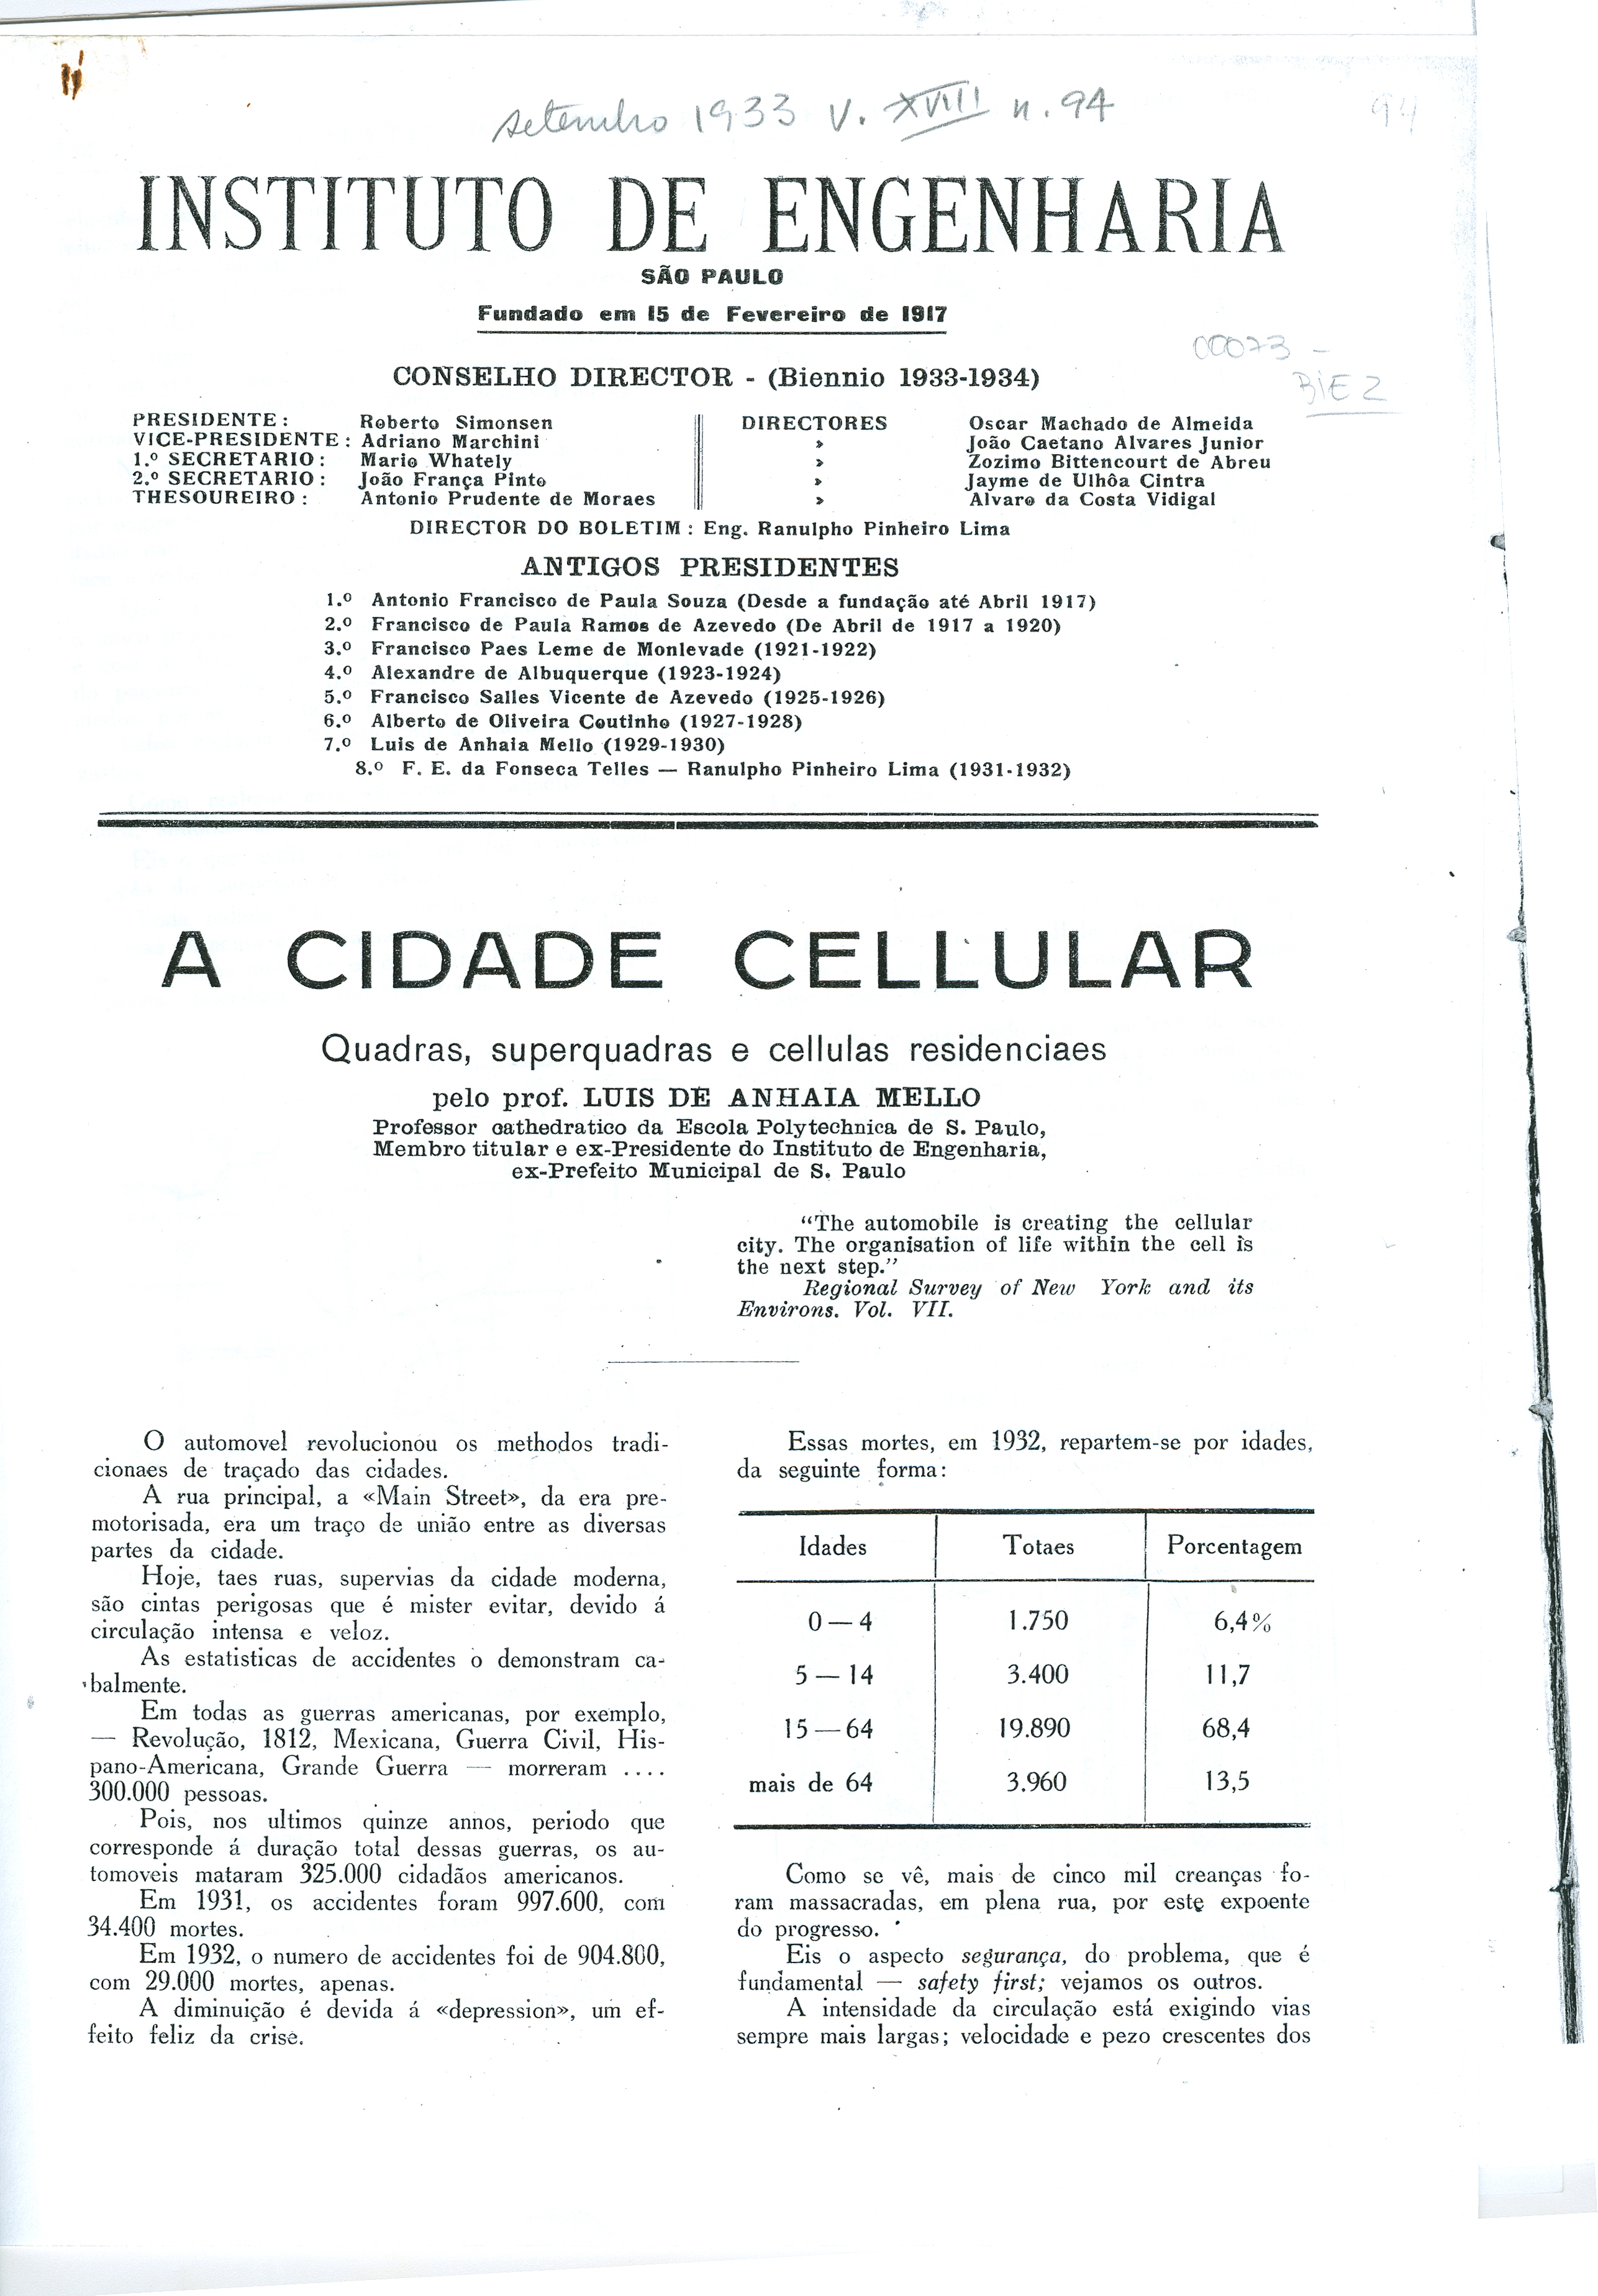 setembro 1933 V. XVIII n. 94
94
INSTITUTO DE ENGENHARIA
SÃO PAULO
Fundado em 15 de Fevereiro de 1917
00073 -
BIE 2
CONSELHO DIRECTOR - (Biennio 1933-1934)
PRESIDENTE : Roberto Simonsen
VICE-PRESIDENTE : Adriano Marchini
1.º SECRETARIO : Mario Whately
2.º SECRETARIO : João França Pinto
THESOUREIRO : Antonio Prudente de Moraes
DIRECTORES Oscar Machado de Almeida
» João Caetano Alvares Junior
» Zozimo Bittencourt de Abreu
» Jayme de Ulhôa Cintra
» Alvaro da Costa Vidigal
DIRECTOR DO BOLETIM : Eng. Ranulpho Pinheiro Lima
ANTIGOS PRESIDENTES
1.º Antonio Francisco de Paula Souza (Desde a fundação até Abril 1917)
2.º Francisco de Paula Ramos de Azevedo (De Abril de 1917 a 1920)
3.º Francisco Paes Leme de Monlevade (1921-1922)
4.º Alexandre de Albuquerque (1923-1924)
5.º Francisco Salles Vicente de Azevedo (1925-1926)
6.º Alberto de Oliveira Coutinho (1927-1928)
7.º Luis de Anhaia Mello (1929-1930)
8.º F. E. da Fonseca Telles — Ranulpho Pinheiro Lima (1931-1932)
A CIDADE CELLULAR
Quadras, superquadras e cellulas residenciaes
pelo prof. LUIS DE ANHAIA MELLO
Professor cathedratico da Escola Polytechnica de S. Paulo,
Membro titular e ex-Presidente do Instituto de Engenharia,
ex-Prefeito Municipal de S. Paulo
“The automobile is creating the cellular
city. The organisation of life within the cell is
the next step.”
Regional Survey of New York and its
Environs. Vol. VII.
O automovel revolucionou os methodos tradi-
cionaes de traçado das cidades.
A rua principal, a «Main Street», da era pre-
motorisada, era um traço de união entre as diversas
partes da cidade.
Hoje, taes ruas, supervias da cidade moderna,
são cintas perigosas que é mister evitar, devido á
circulação intensa e veloz.
As estatisticas de accidentes o demonstram ca-
balmente.
Em todas as guerras americanas, por exemplo,
— Revolução, 1812, Mexicana, Guerra Civil, His-
pano-Americana, Grande Guerra — morreram ....
300.000 pessoas.
Pois, nos ultimos quinze annos, periodo que
corresponde á duração total dessas guerras, os au-
tomoveis mataram 325.000 cidadãos americanos.
Em 1931, os accidentes foram 997.600, com
34.400 mortes.
Em 1932, o numero de accidentes foi de 904.800,
com 29.000 mortes, apenas.
A diminuição é devida á «depression», um ef-
feito feliz da crise.
Essas mortes, em 1932, repartem-se por idades,
da seguinte forma:
Idades Totaes Porcentagem
0 — 4 1.750 6,4%
5 — 14 3.400 11,7
15 — 64 19.890 68,4
mais de 64 3.960 13,5
Como se vê, mais de cinco mil creanças fo-
ram massacradas, em plena rua, por este expoente
do progresso.
Eis o aspecto segurança, do problema, que é
fundamental — safety first; vejamos os outros.
A intensidade da circulação está exigindo vias
sempre mais largas; velocidade e pezo crescentes dos